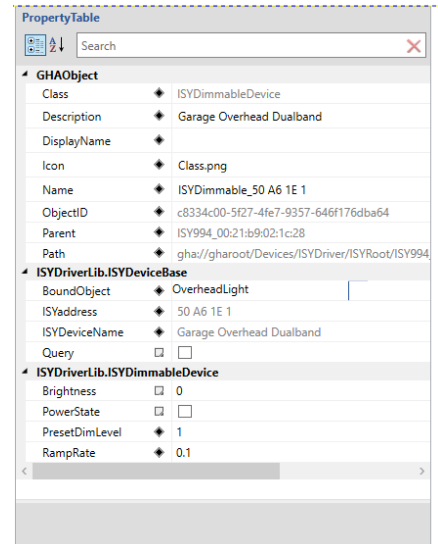 PropertyTable
Search
GHAObject
Class ISYDimmableDevice
Description Garage Overhead Dualband
DisplayName
Icon Class.png
Name ISYDimmable_50 A6 1E 1
ObjectID c8334c00-5f27-4fe7-9357-646f176dba64
Parent ISY994_00:21:b9:02:1c:28
Path gha://gharoot/Devices/ISYDriver/ISYRoot/ISY994_
ISYDriverLib.ISYDeviceBase
BoundObject OverheadLight
ISYaddress 50 A6 1E 1
ISYDeviceName Garage Overhead Dualband
Query
ISYDriverLib.ISYDimmableDevice
Brightness 0
PowerState
PresetDimLevel 1
RampRate 0.1